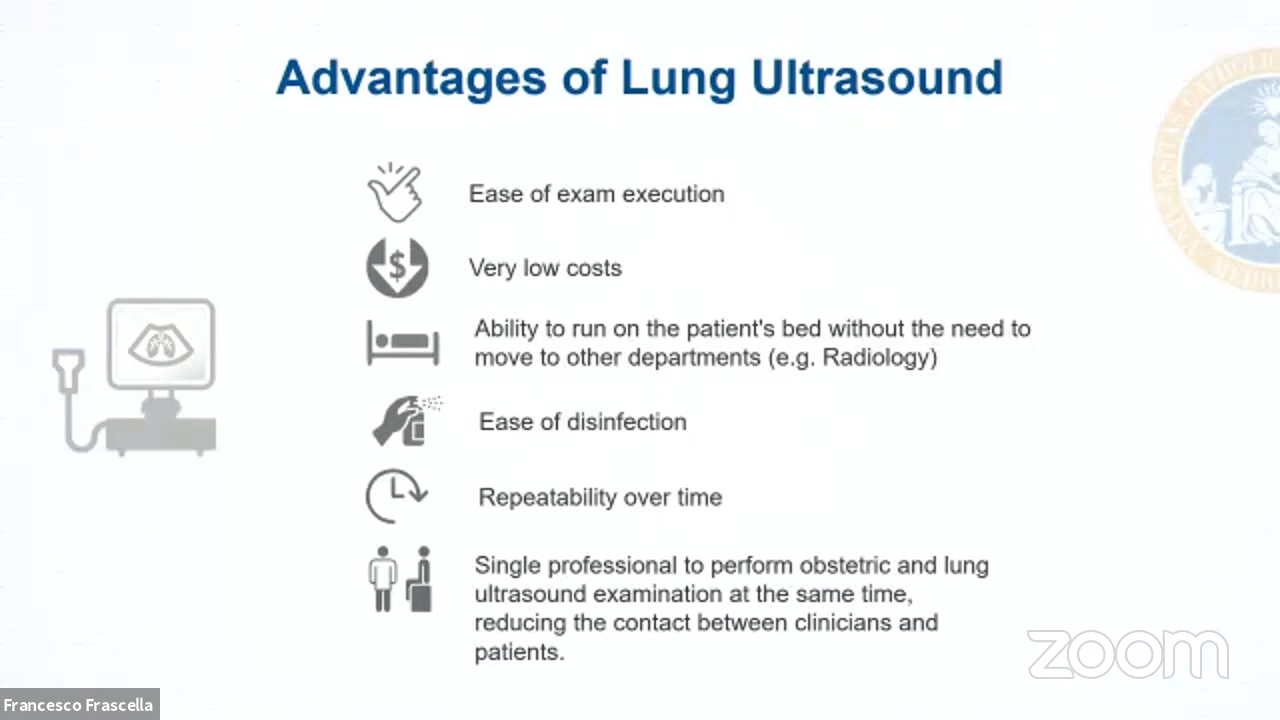 Advantages of Lung Ultrasound
Ease of exam execution
$
Very low costs
Ability to run on the patient's bed without the need to
move to other departments (e.g. Radiology)
Ease of disinfection
Repeatability over time
Single professional to perform obstetric and lung
ultrasound examination at the same time,
reducing the contact between clinicians and
patients.
zoom
Francesco Frascella